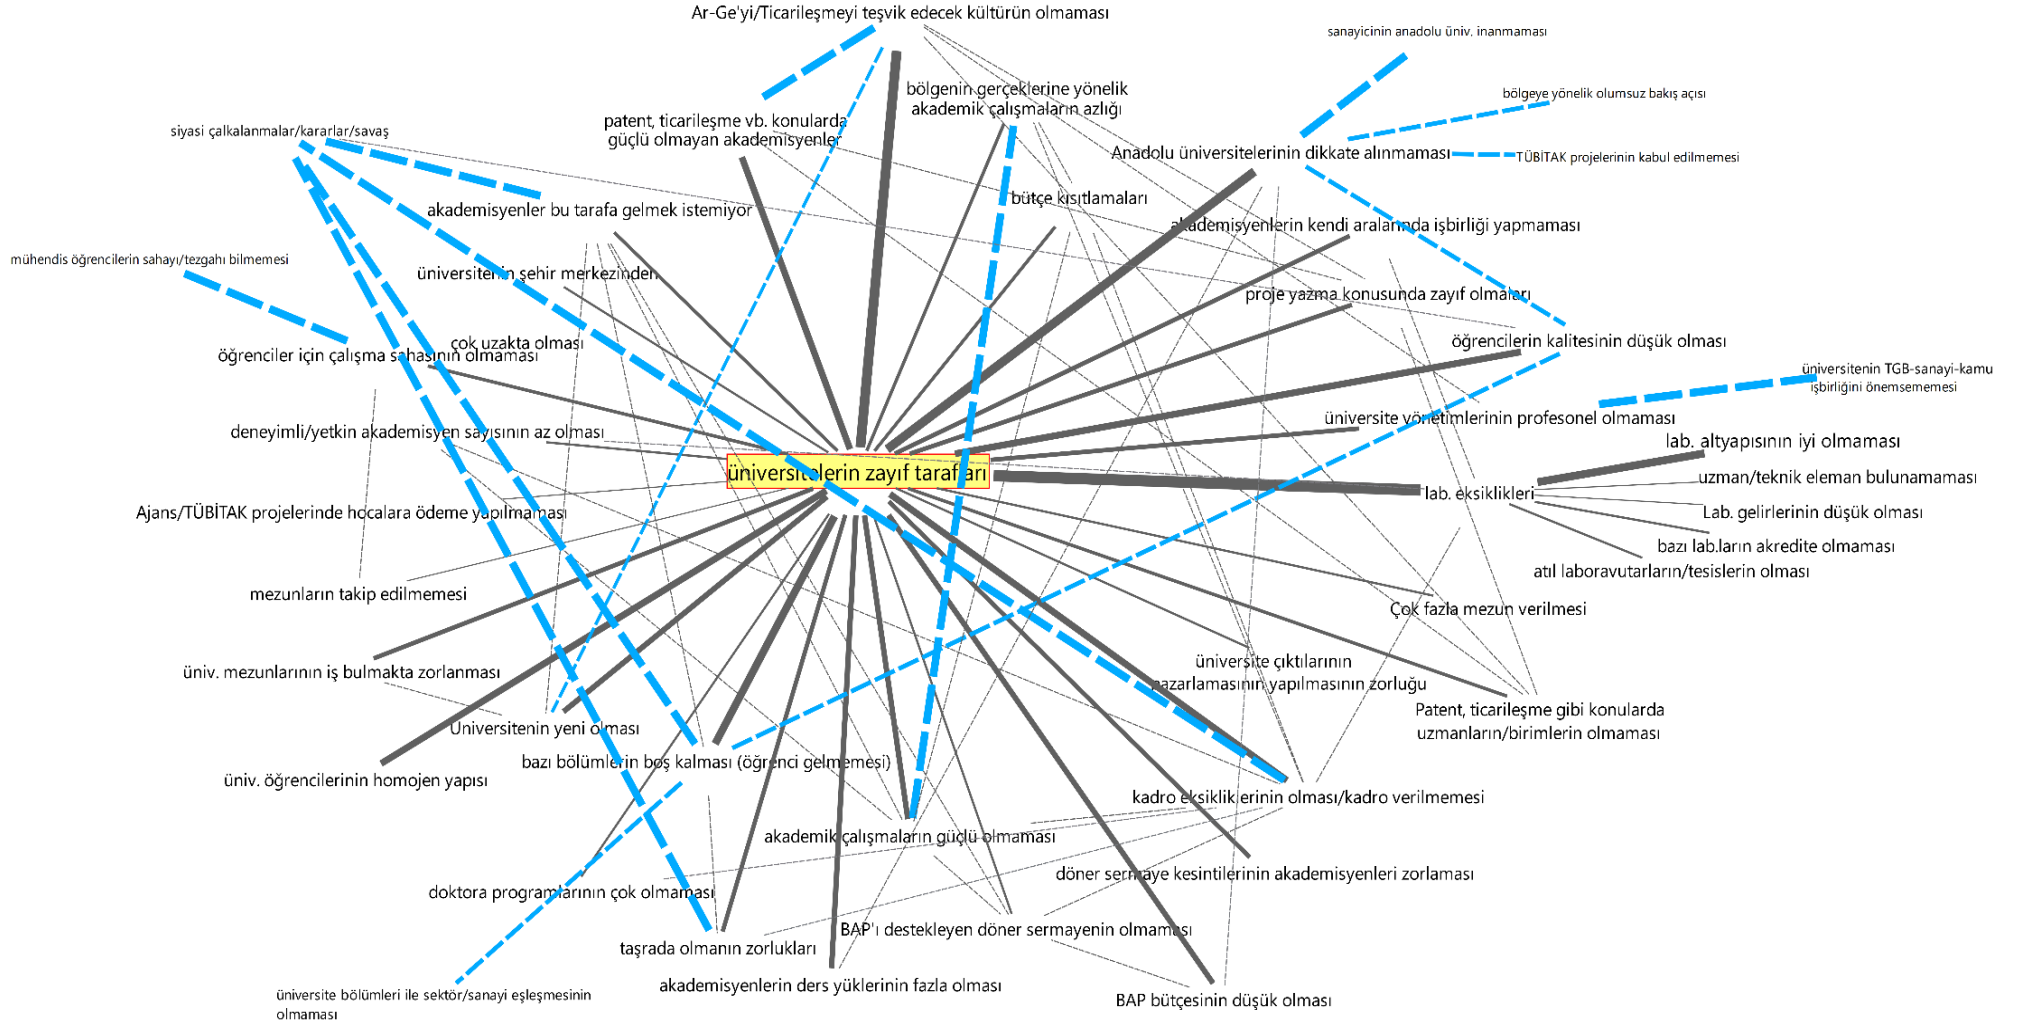 Ar-Ge'yi/Ticarileşmeyi teşvik edecek kültürün olmaması
sanayicinin anadolu üniv. inanmaması
bölgenin gerçeklerine yönelik
akademik çalışmaların azlığı
bölgeye yönelik olumsuz bakış açısı
patent, ticarileşme vb. konularda
güçlü olmayan akademisyenler
siyasi çalkalanmalar/kararlar/savaş
Anadolu üniversitelerinin dikkate alınmaması
TÜBİTAK projelerinin kabul edilmemesi
bütçe kısıtlamaları
akademisyenler bu tarafa gelmek istemiyor
akademisyenlerin kendi aralarında işbirliği yapmaması
mühendis öğrencilerin sahayı/tezgahı bilmemesi
üniversitenin şehir merkezinden
çok uzakta olması
proje yazma konusunda zayıf olmaları
öğrenciler için çalışma sahasının olmaması
öğrencilerin kalitesinin düşük olması
üniversitenin TGB-sanayi-kamu
işbirliğini önemsememesi
üniversite yönetimlerinin profesonel olmaması
deneyimli/yetkin akademisyen sayısının az olması
lab. altyapısının iyi olmaması
üniversitelerin zayıf tarafları
uzman/teknik eleman bulunamaması
lab. eksiklikleri
Lab. gelirlerinin düşük olması
Ajans/TÜBİTAK projelerinde hocalara ödeme yapılmaması
bazı lab.ların akredite olmaması
atıl laboravutarların/tesislerin olması
mezunların takip edilmemesi
Çok fazla mezun verilmesi
üniv. mezunlarının iş bulmakta zorlanması
üniversite çıktılarının
pazarlamasının yapılmasının zorluğu
Patent, ticarileşme gibi konularda
uzmanların/birimlerin olmaması
Üniversitenin yeni olması
bazı bölümlerin boş kalması (öğrenci gelmemesi)
üniv. öğrencilerinin homojen yapısı
kadro eksikliklerinin olması/kadro verilmemesi
akademik çalışmaların güçlü olmaması
döner sermaye kesintilerinin akademisyenleri zorlaması
doktora programlarının çok olmaması
BAP'ı destekleyen döner sermayenin olmaması
taşrada olmanın zorlukları
akademisyenlerin ders yüklerinin fazla olması
üniversite bölümleri ile sektör/sanayi eşleşmesinin
olmaması
BAP bütçesinin düşük olması